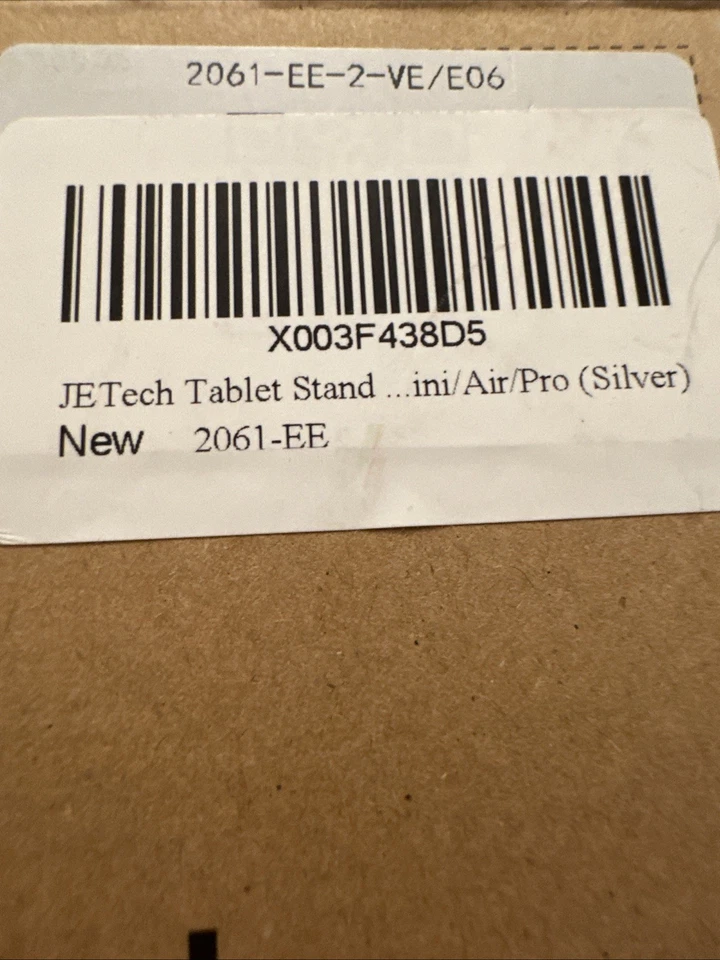 2061-EE-2-VE/E06
X003F438D5
JETech Tablet Stand ...ini/Air/Pro (Silver)
New 2061-EE